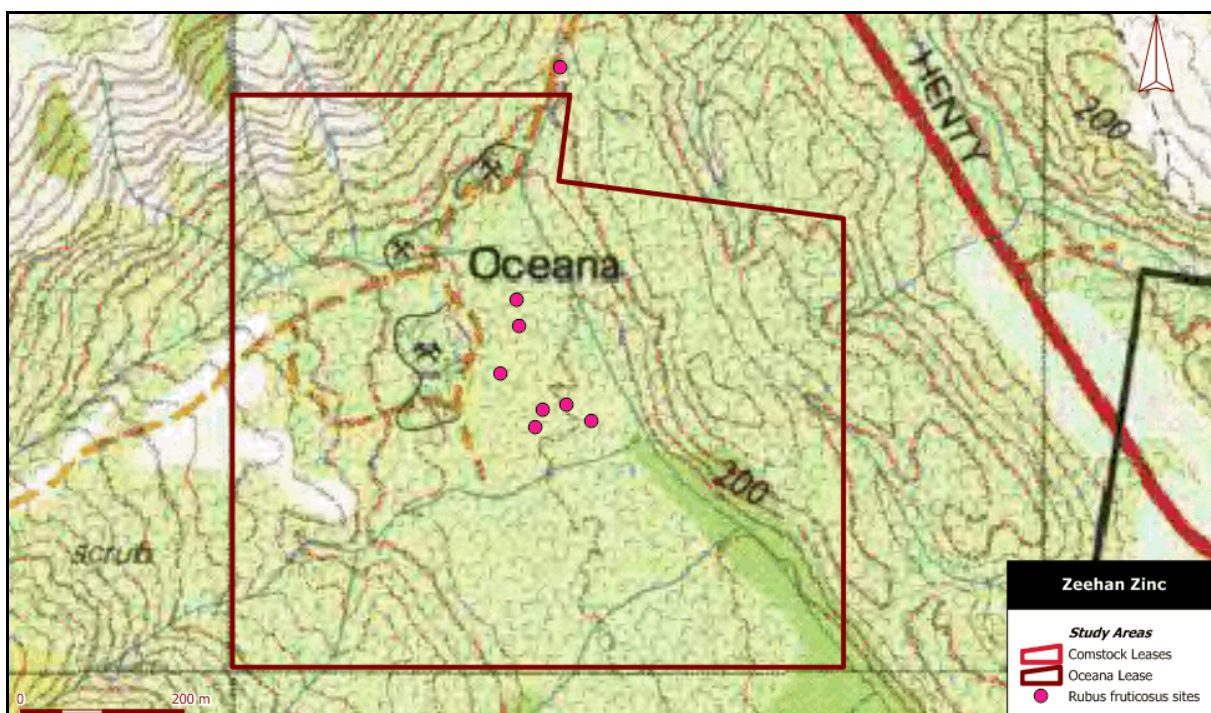 HENTY
200
Oceana
200
scrub
Zeehan Zinc
Study Areas
Comstock Leases
Oceana Lease
Rubus fruticosus sites
0 200 m